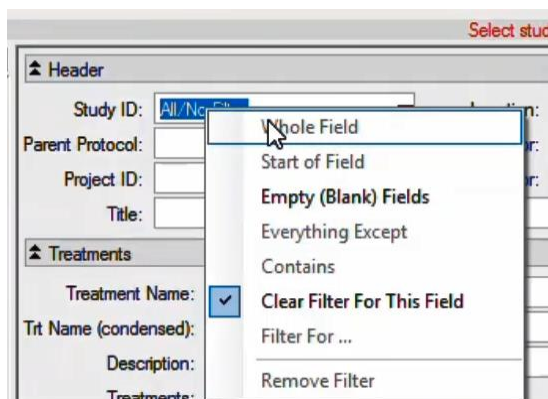 Select stud
Header
Study ID: All/No
Whole Field
Parent Protocol:
Start of Field
Project ID:
Empty (Blank) Fields
Title:
Everything Except
Treatments
Contains
Treatment Name:
Clear Filter For This Field
Trt Name (condensed):
Filter For ...
Description:
Remove Filter
Treatments: